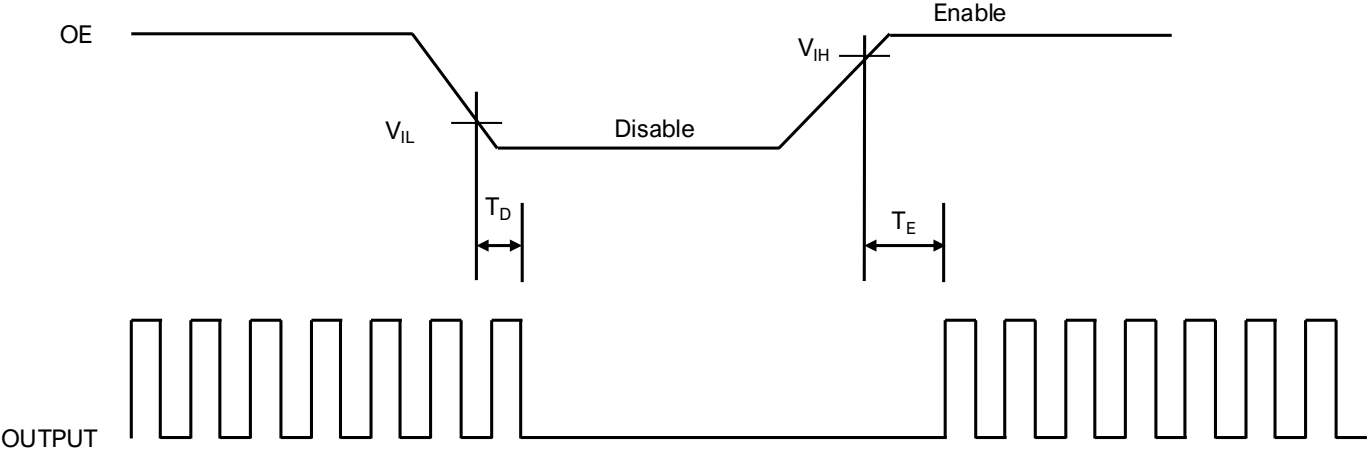 Enable
OE
VIH
VIL
Disable
TD
TE
OUTPUT